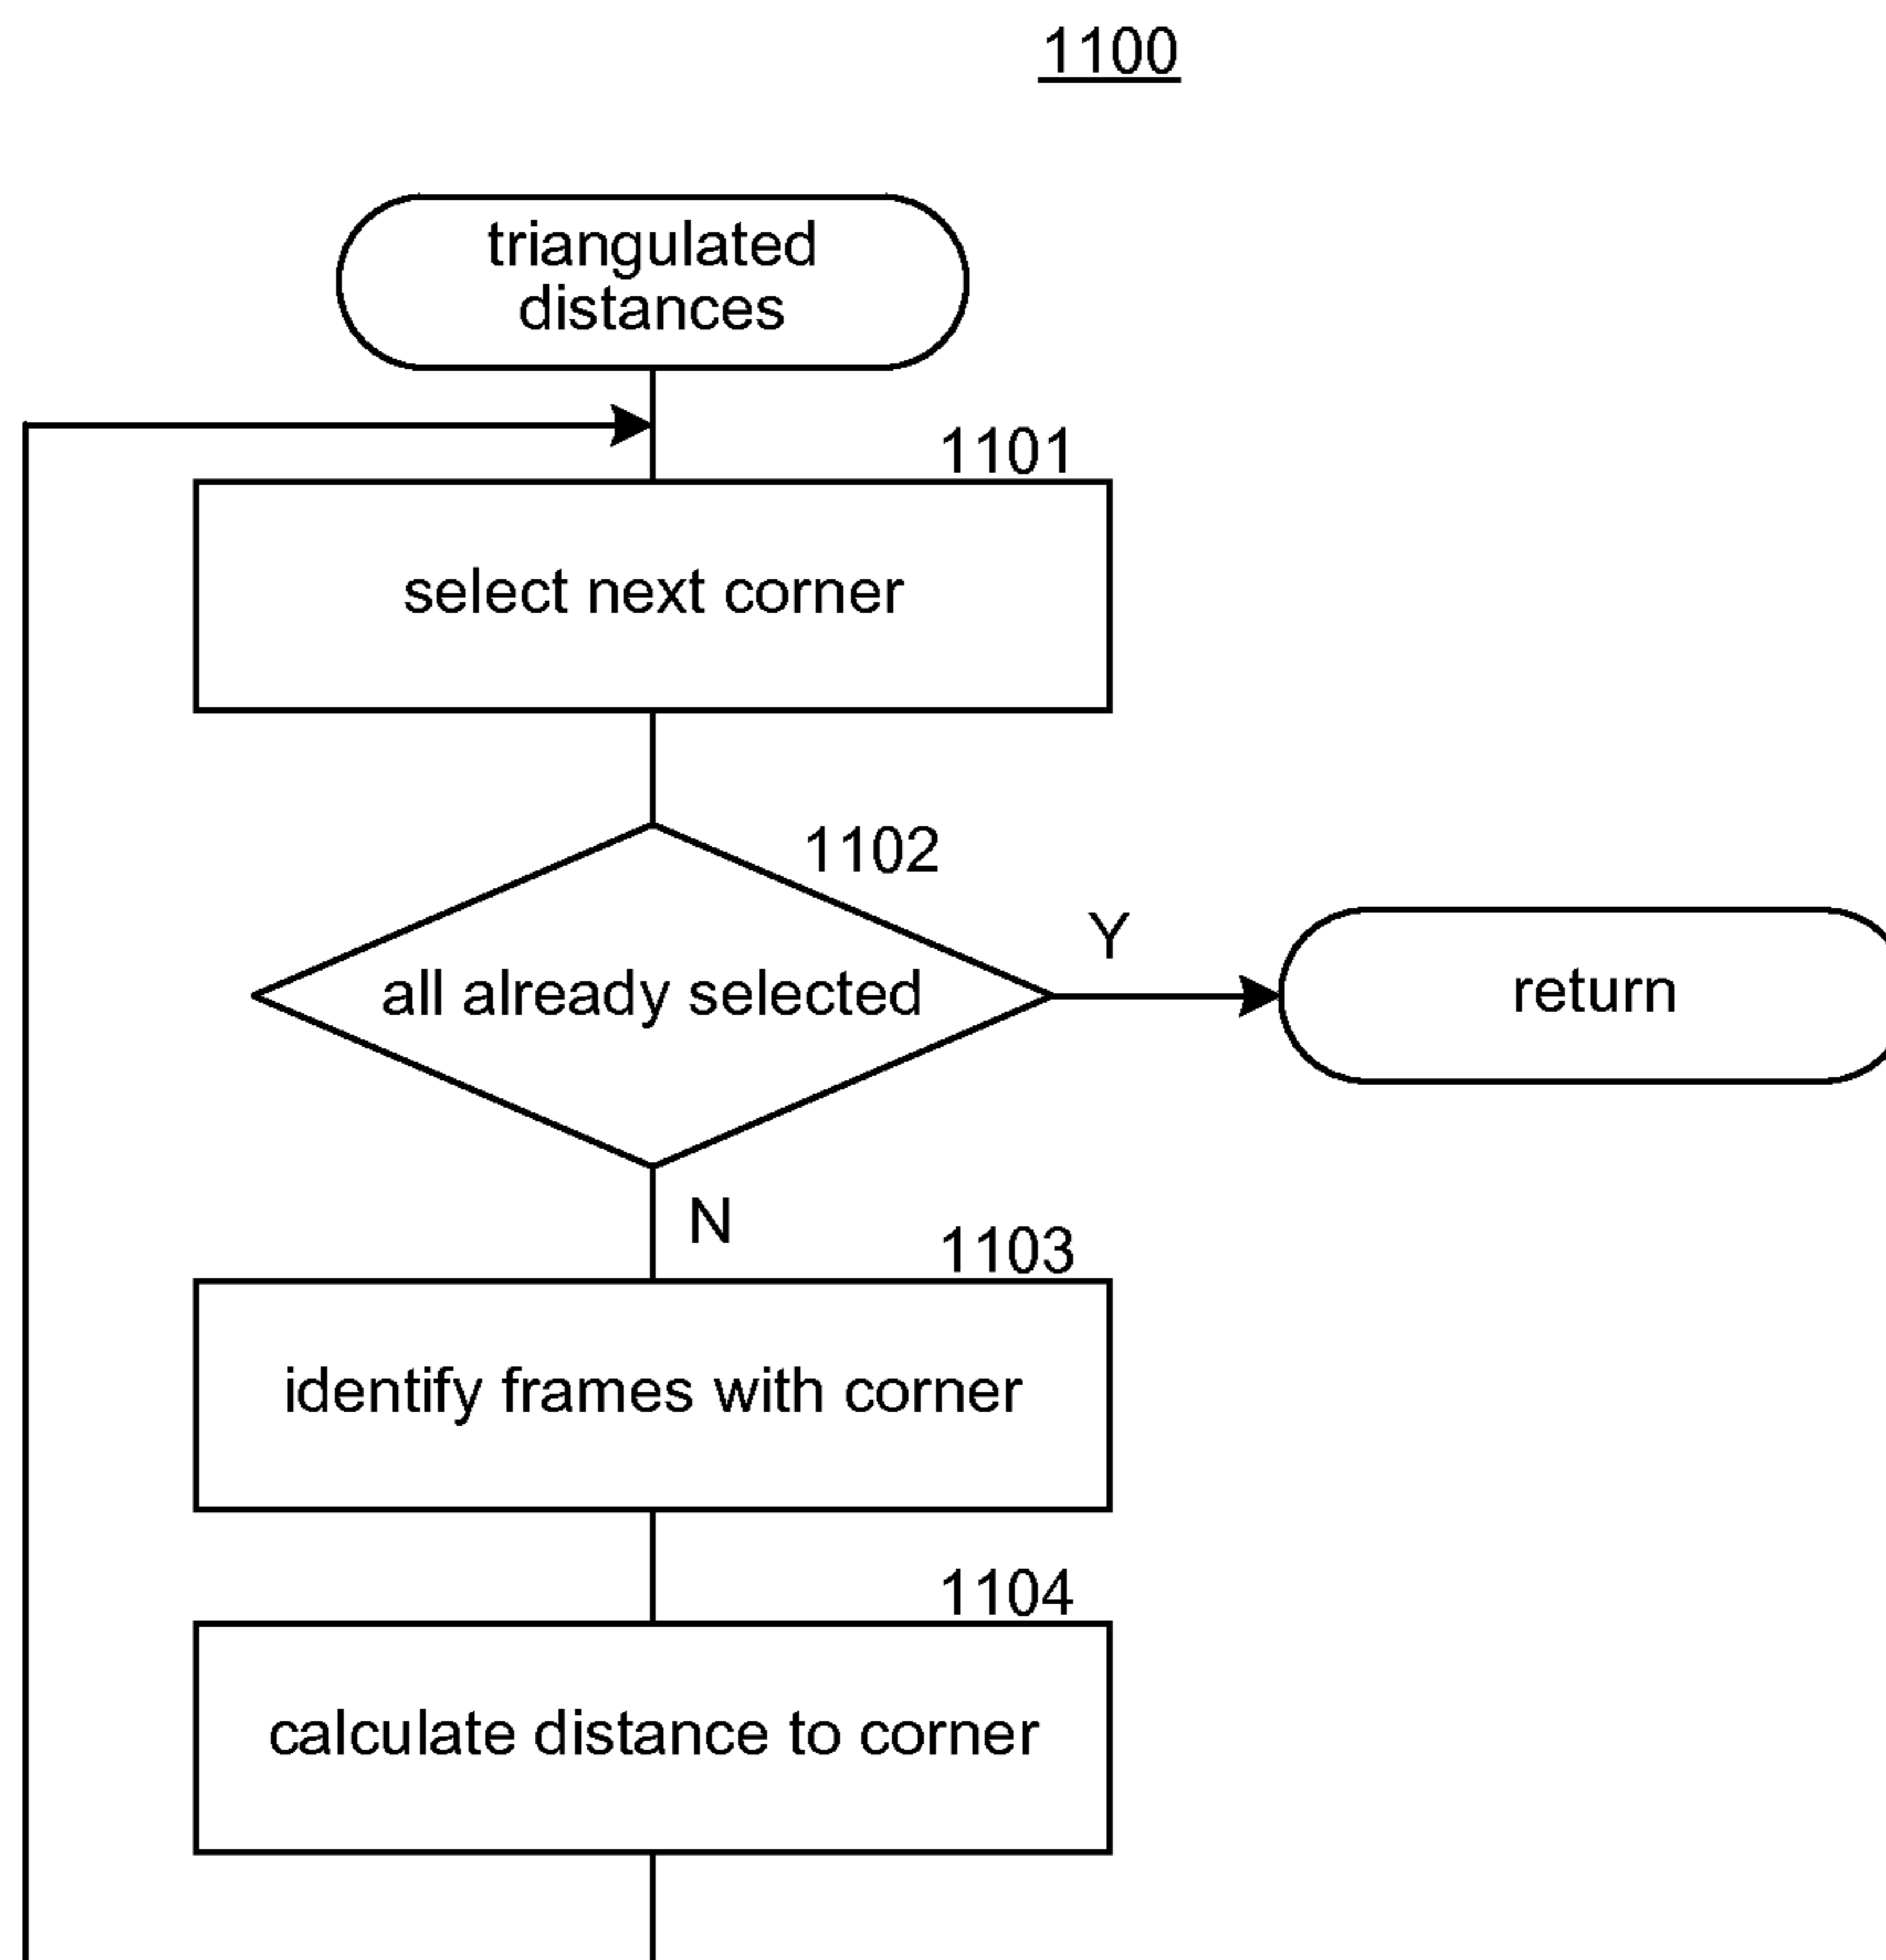 1100
triangulated
distances
1101
select next corner
1102
all already selected
Y
return
N
1103
identify frames with corner
1104
calculate distance to corner